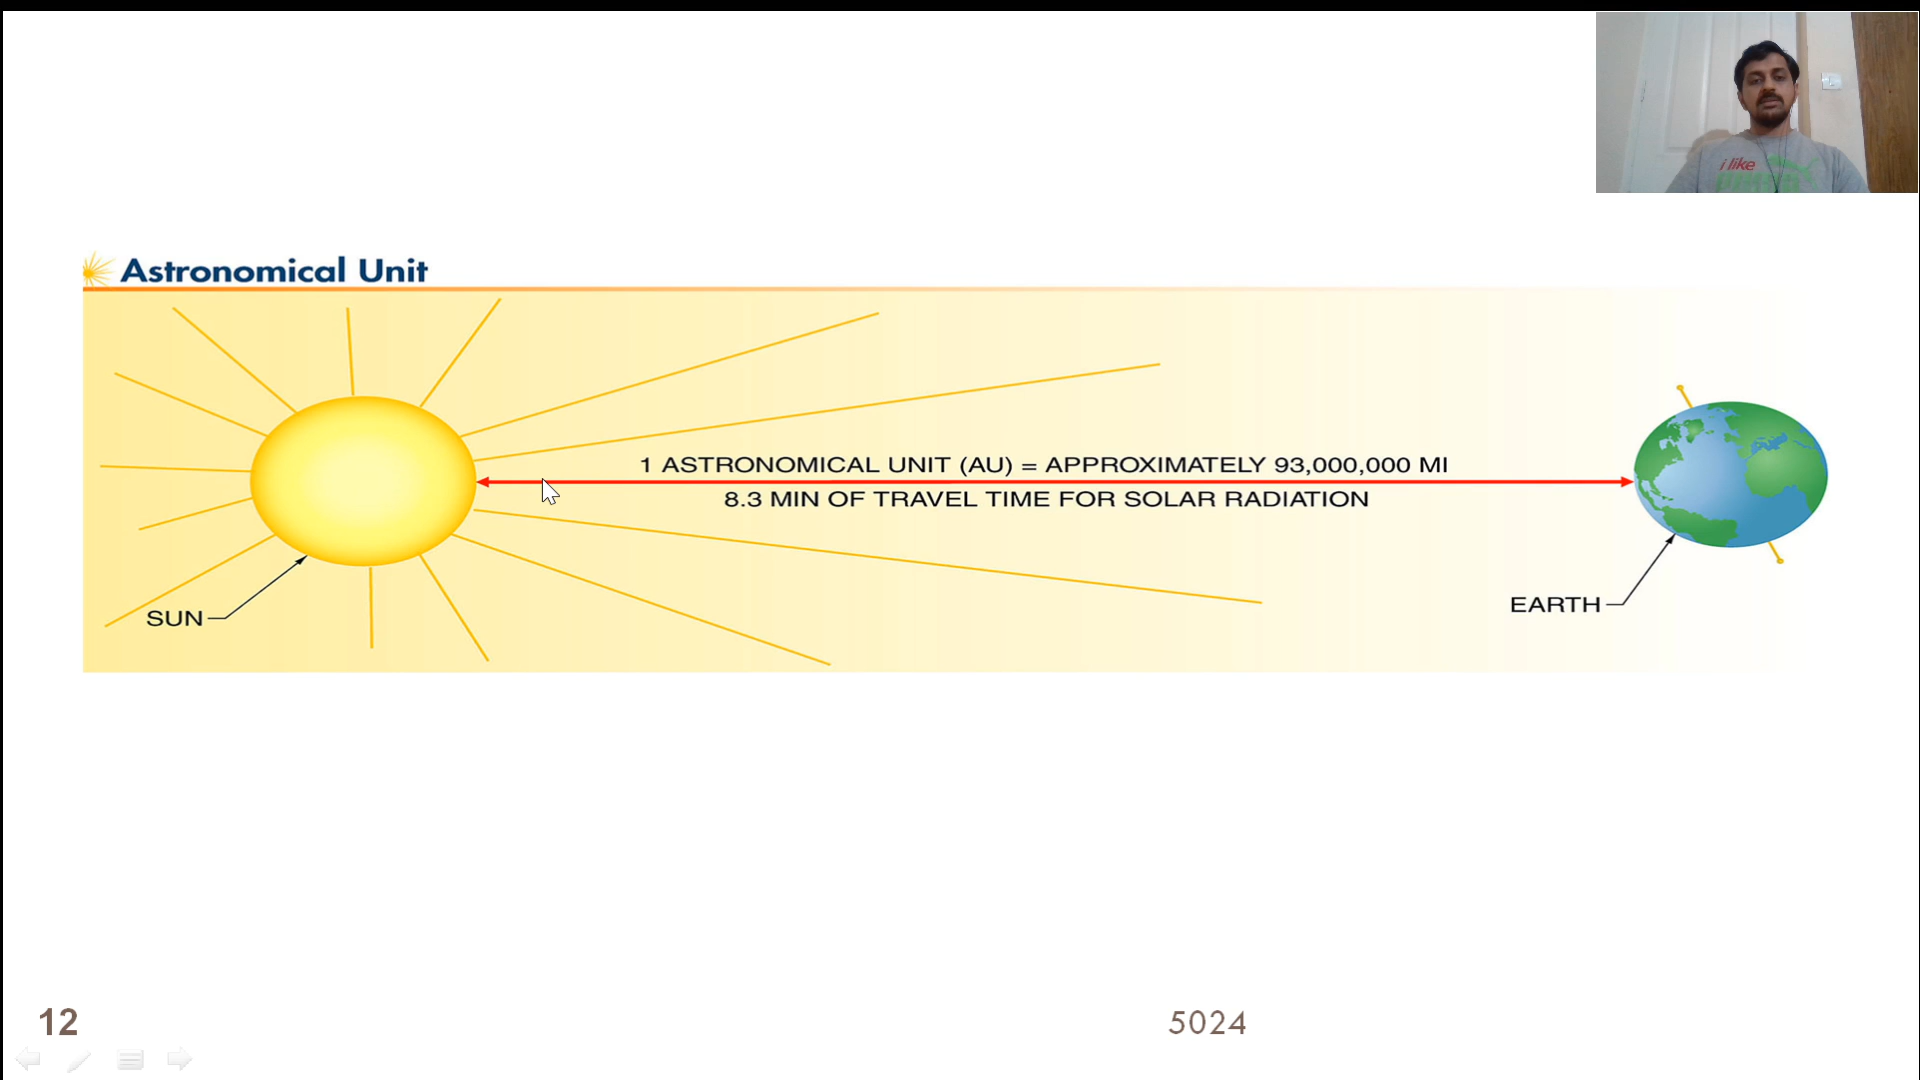 i like
Astronomical Unit
1 ASTRONOMICAL UNIT (AU) = APPROXIMATELY 93,000,000 MI
8.3 MIN OF TRAVEL TIME FOR SOLAR RADIATION
SUN
EARTH
12
5024